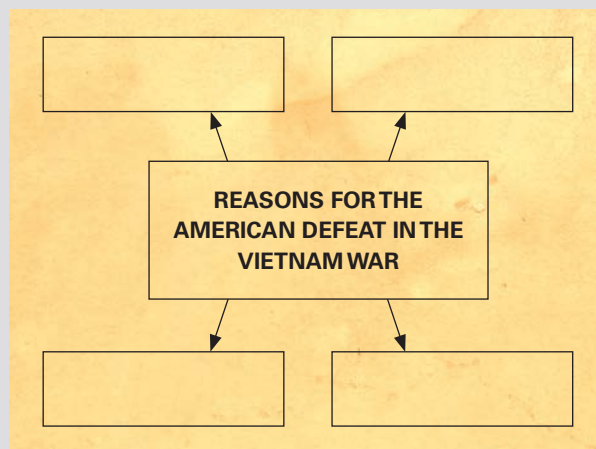 REASONS FOR THE
AMERICAN DEFEAT IN THE
VIETNAM WAR